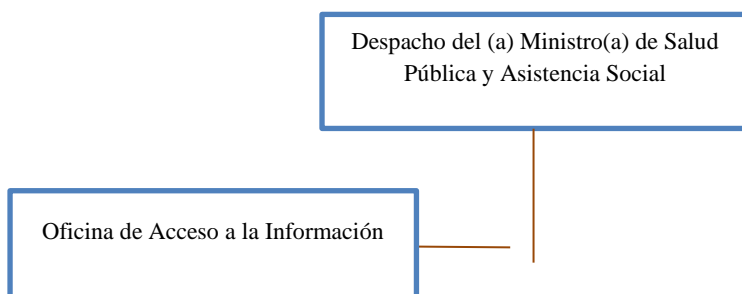 Despacho del (a) Ministro(a) de Salud
Pública y Asistencia Social
Oficina de Acceso a la Información